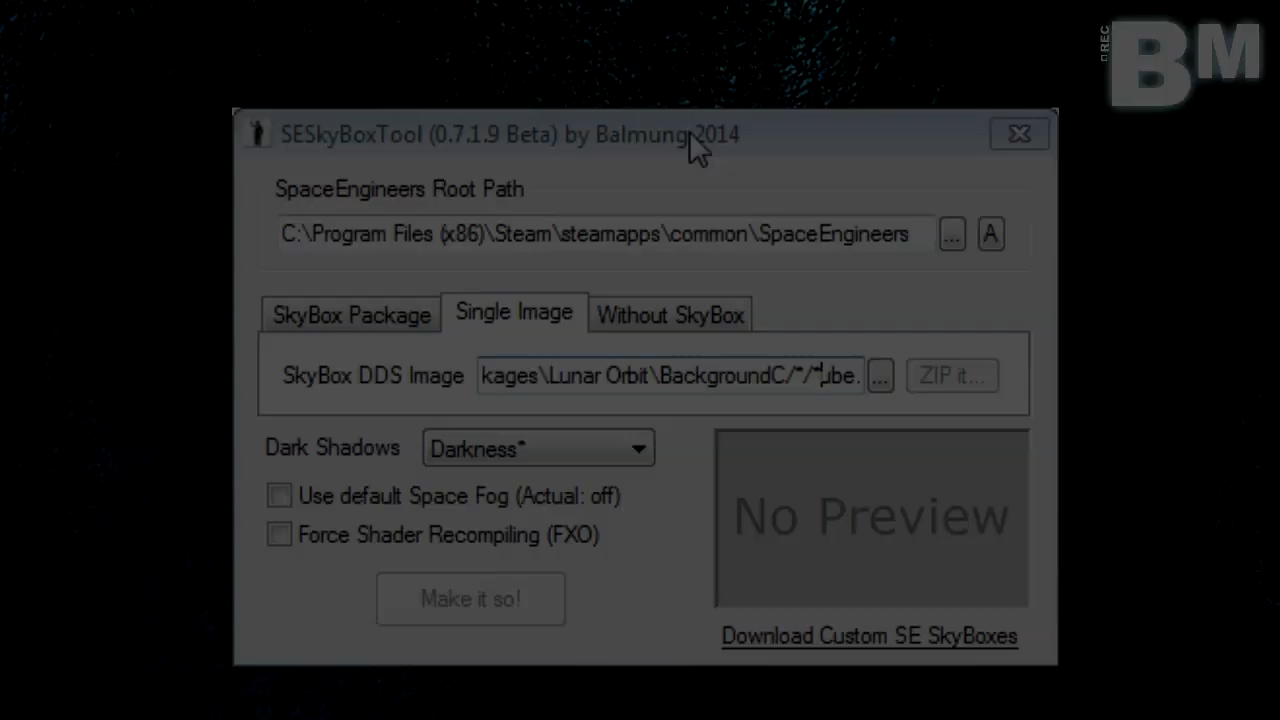 REC
BM
SESkyBoxTool (0.7.1.9 Beta) by Balmung 2014
SpaceEngineers Root Path
C:\Program Files (x86)\Steam\steamapps\common\SpaceEngineers
...
A
SkyBox Package
Single Image
Without SkyBox
SkyBox DDS Image
kages\Lunar Orbit\BackgroundC/*/*ube.
...
ZIP it...
Dark Shadows
Darkness*
Use default Space Fog (Actual: off)
Force Shader Recompiling (FXO)
No Preview
Make it so!
Download Custom SE SkyBoxes